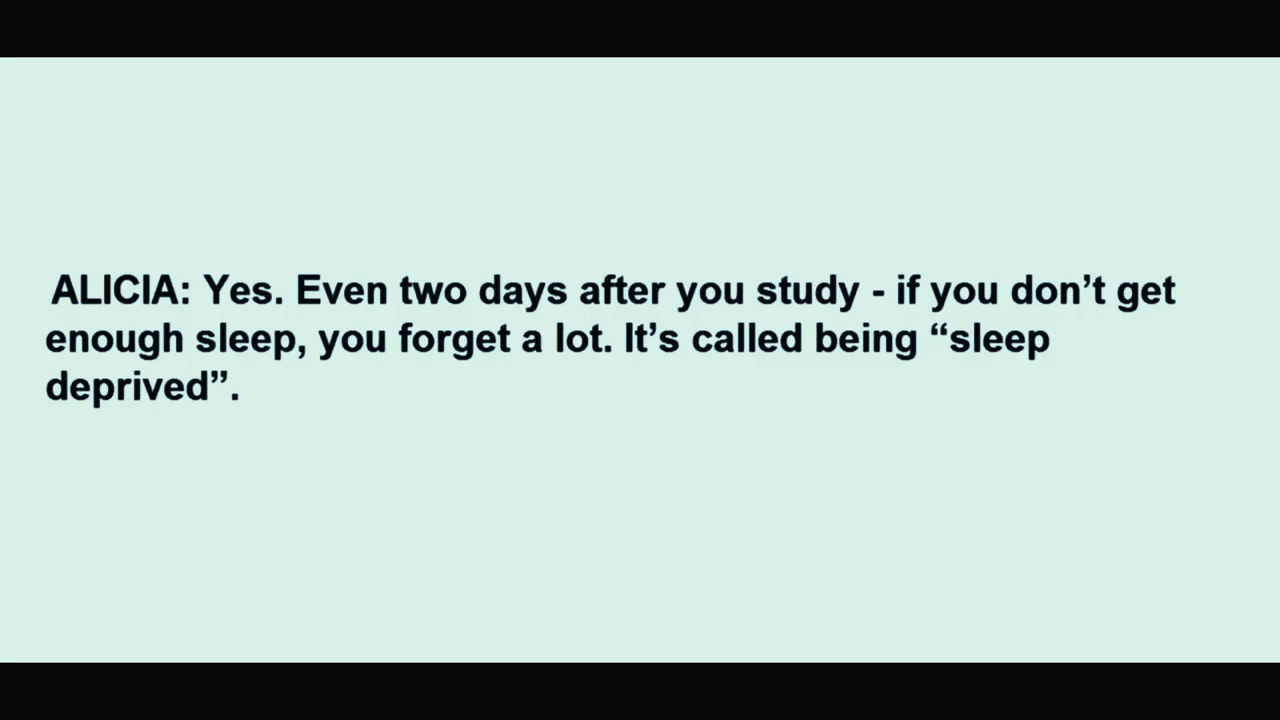 ALICIA: Yes. Even two days after you study - if you don’t get
enough sleep, you forget a lot. It’s called being “sleep
deprived”.